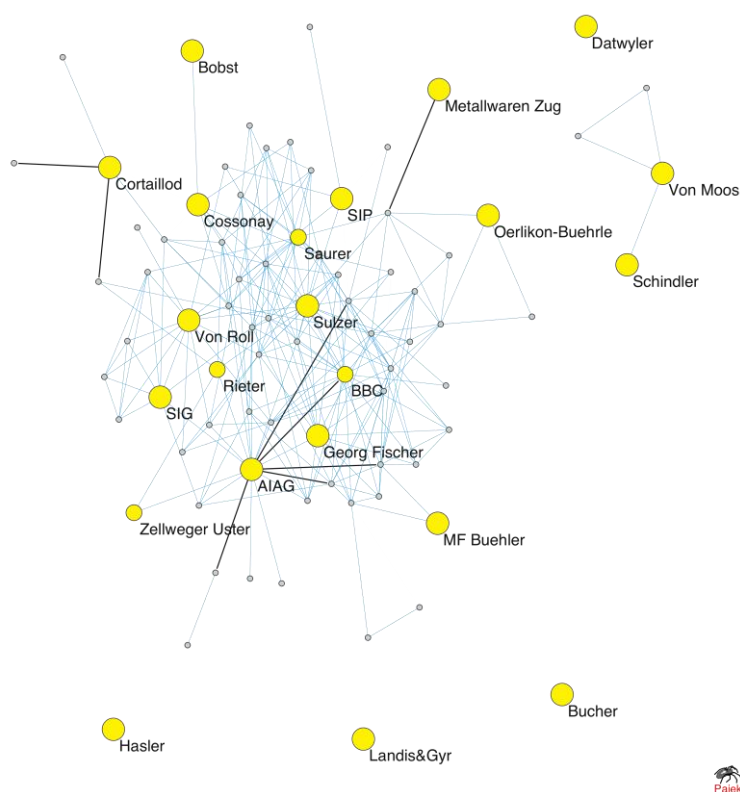 Datwyler
Bobst
Metallwaren Zug
Cortaillod
Von Moos
Cossonay
SIP
Oerlikon-Buehrle
Saurer
Schindler
Sulzer
Von Roll
Rieter
BBC
SIG
Georg Fischer
AIAG
Zellweger Uster
MF Buehler
Bucher
Hasler
Landis&Gyr
Pajek